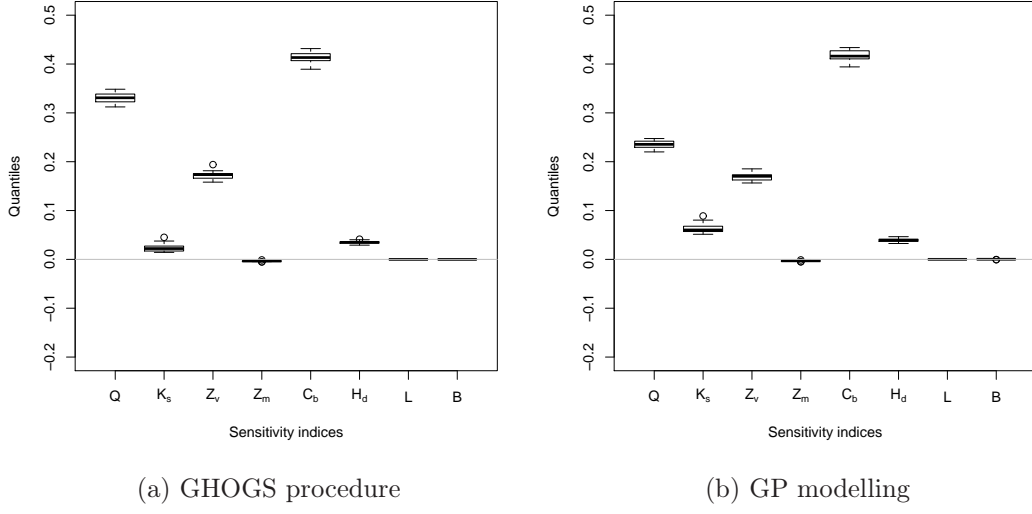 0.5
0.4
0.3
0.2
0.1
0.0
-0.1
-0.2
Quantiles
Q Ks Zv Zm Cb Hd L B
Sensitivity indices
(a) GHOGS procedure
0.5
0.4
0.3
0.2
0.1
0.0
-0.1
-0.2
Quantiles
Q Ks Zv Zm Cb Hd L B
Sensitivity indices
(b) GP modelling